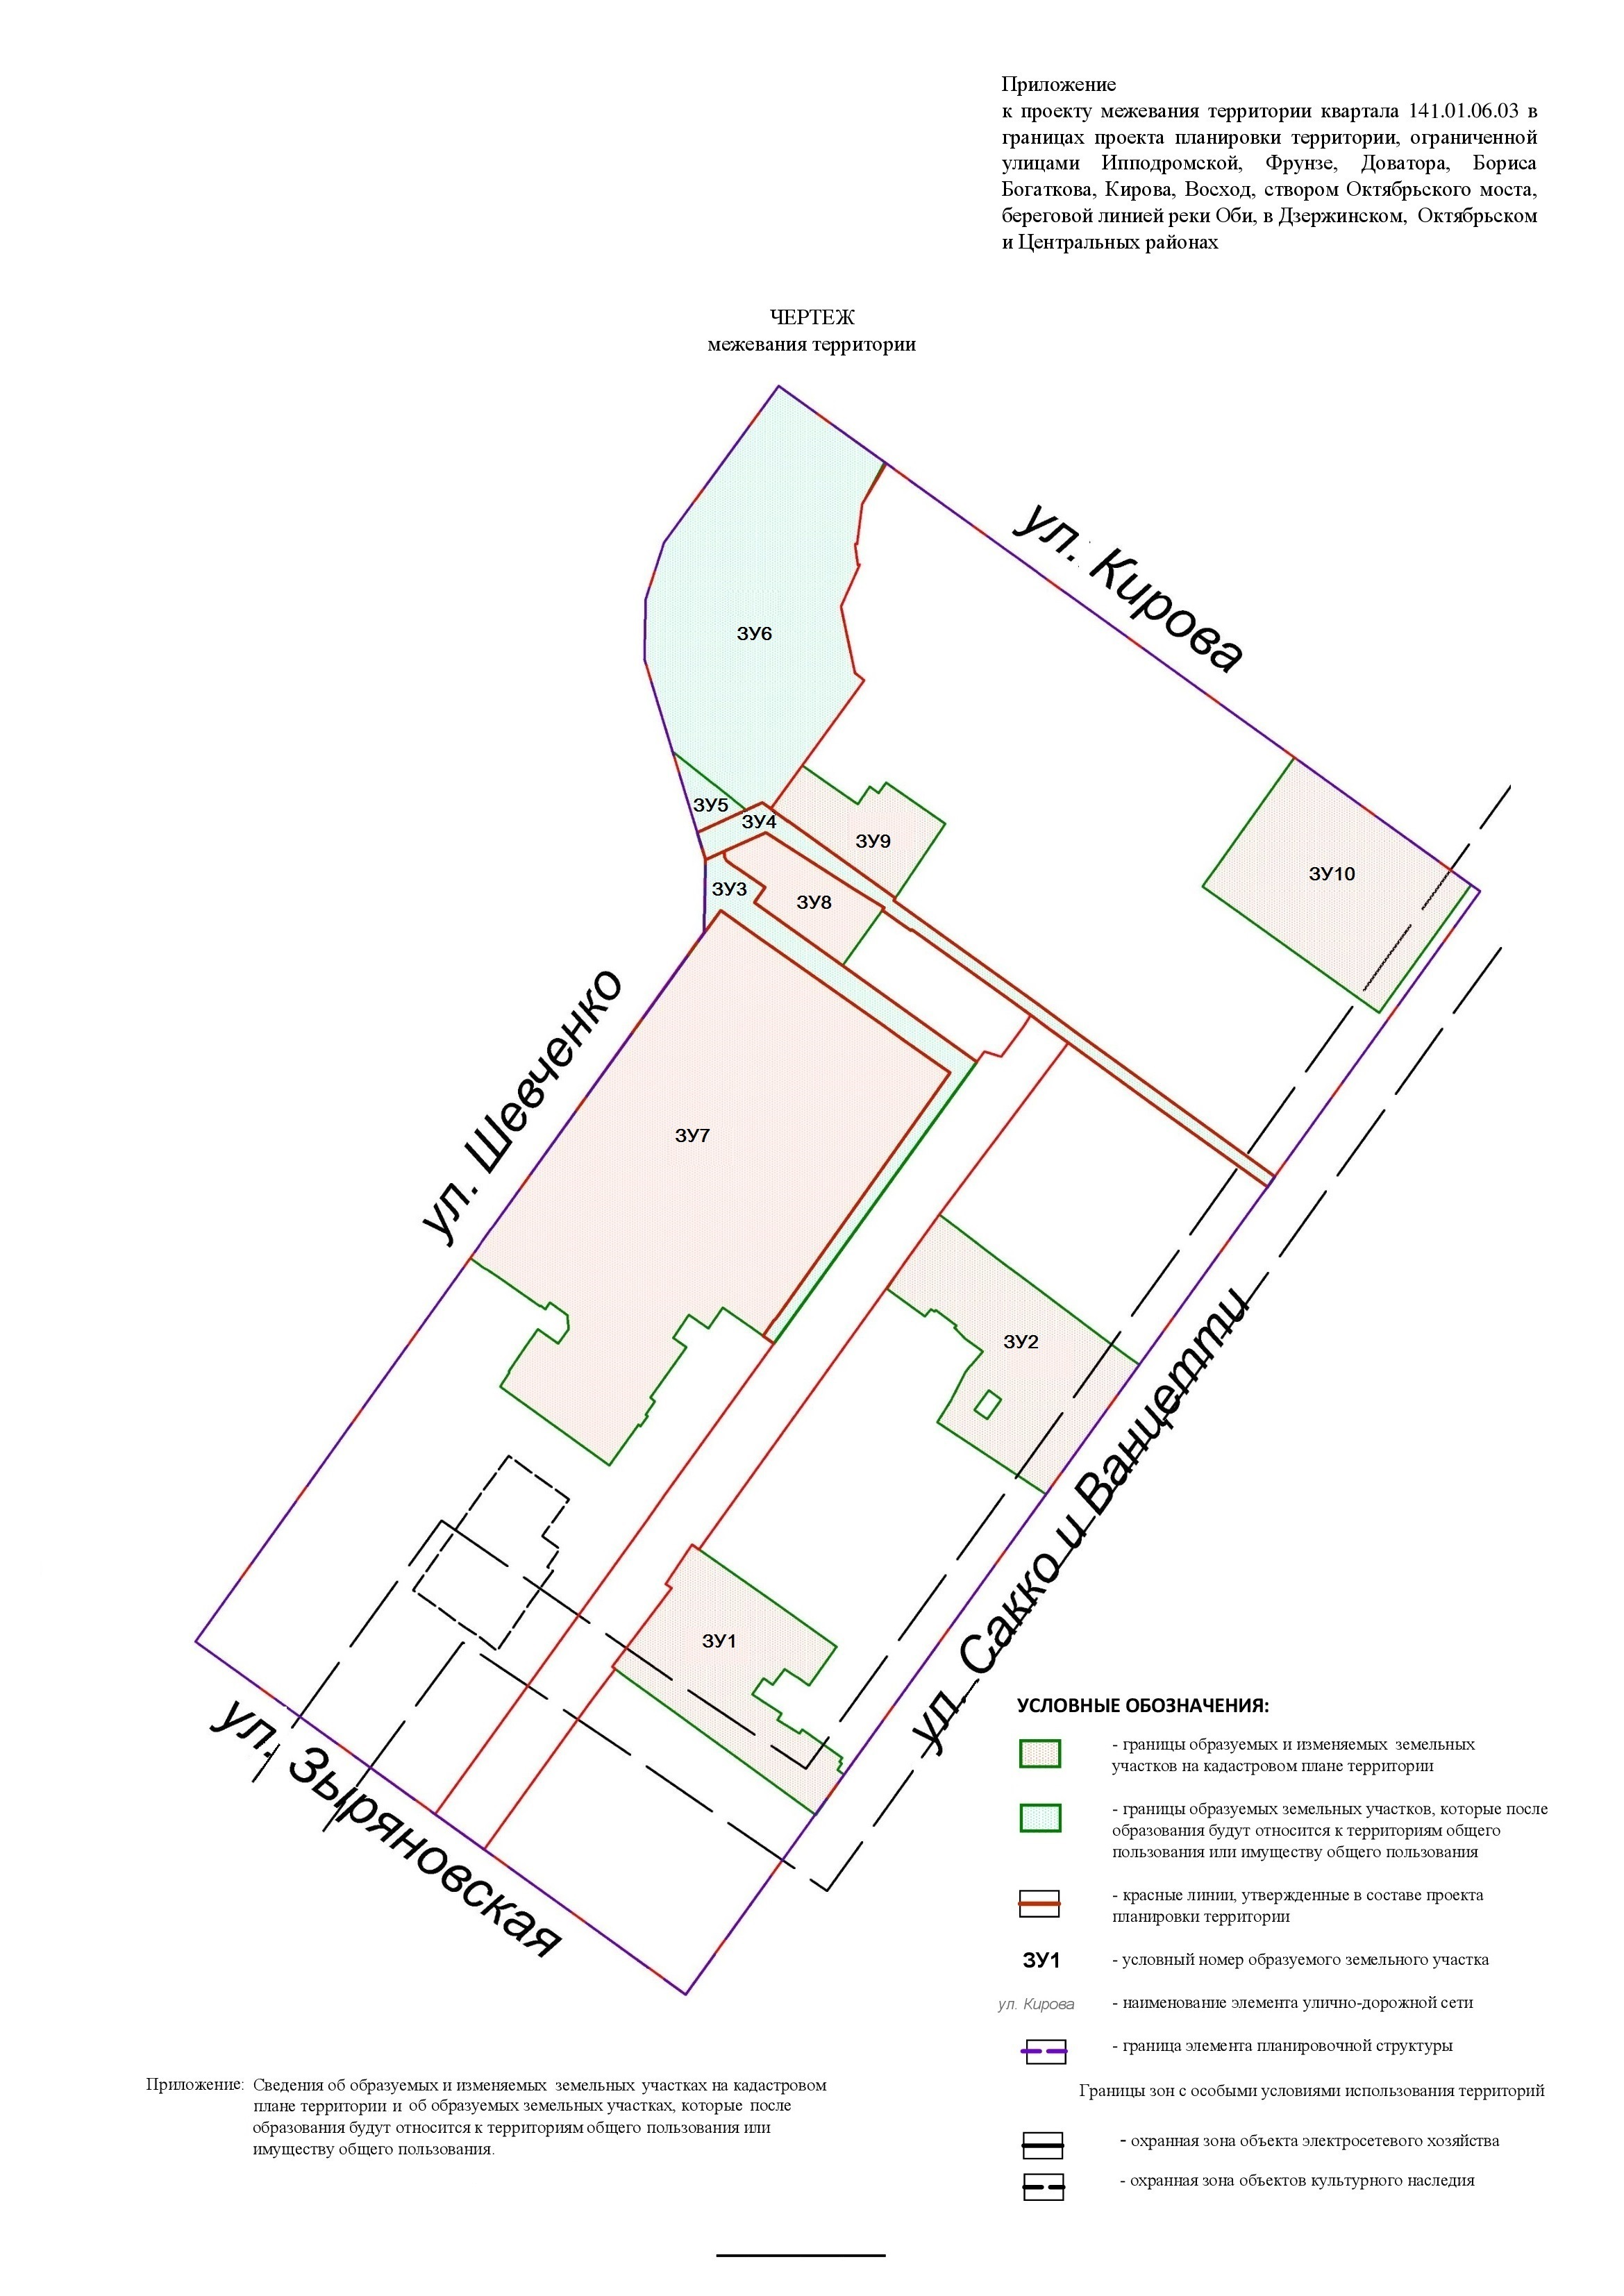 Приложение
к проекту межевания территории квартала 141.01.06.03 в
границах проекта планировки территории, ограниченной
улицами Ипподромской, Фрунзе, Доватора, Бориса
Богаткова, Кирова, Восход, створом Октябрьского моста,
береговой линией реки Оби, в Дзержинском, Октябрьском
и Центральных районах
ЧЕРТЕЖ
межевания территории
ул. Кирова
ЗУ6
ЗУ5
ЗУ4
ЗУ9
ЗУ10
ЗУ3
ЗУ8
ул. Шевченко
ЗУ7
ЗУ2
ул. Сакко и Ванцетти
ЗУ1
ул. Зыряновская
УСЛОВНЫЕ ОБОЗНАЧЕНИЯ:
- границы образуемых и изменяемых земельных
участков на кадастровом плане территории
- границы образуемых земельных участков, которые после
образования будут относится к территориям общего
пользования или имуществу общего пользования
- красные линии, утвержденные в составе проекта
планировки территории
ЗУ1 - условный номер образуемого земельного участка
ул. Кирова - наименование элемента улично-дорожной сети
- граница элемента планировочной структуры
Границы зон с особыми условиями использования территорий
- охранная зона объекта электросетевого хозяйства
- охранная зона объектов культурного наследия
Приложение: Сведения об образуемых и изменяемых земельных участках на кадастровом
плане территории и об образуемых земельных участках, которые после
образования будут относится к территориям общего пользования или
имуществу общего пользования.